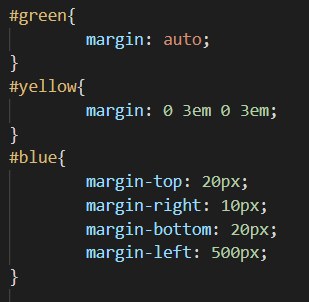 #green{
margin: auto;
}
#yellow{
margin: 0 3em 0 3em;
}
#blue{
margin-top: 20px;
margin-right: 10px;
margin-bottom: 20px;
margin-left: 500px;
}